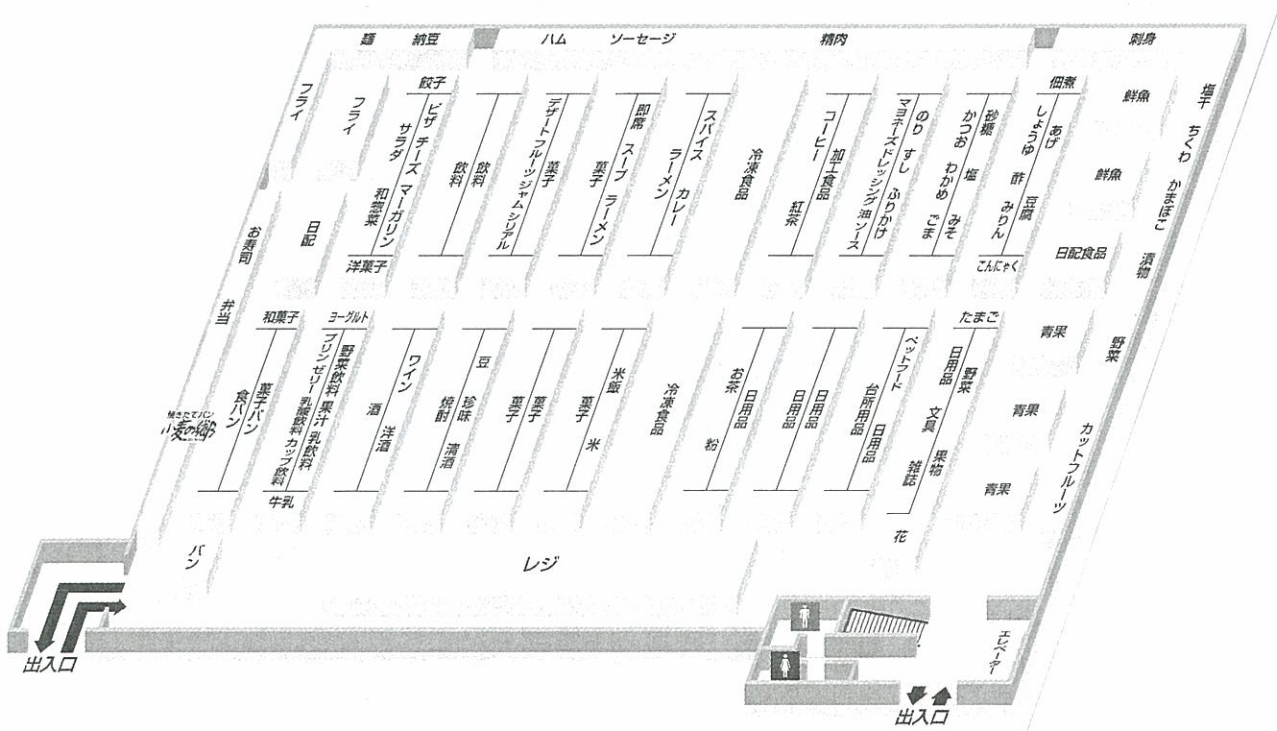 麺 納豆 ハム ソーセージ 精肉 刺身
フライ
フライ
餃子
ピザ チーズ マーガリン
サラダ 和惣菜
洋菓子
飲料
飲料
菓子
デザート フルーツ ジャム シリアル
即席 スープ ラーメン
菓子
スパイス カレー
ラーメン
冷凍食品
コーヒー 紅茶
加工食品
のり すし ふりかけ
マヨネーズ ドレッシング 油 ソース
砂糖 塩 みそ
かつお わかめ ごま
佃煮
あげ 豆腐
しょうゆ 酢 みりん
こんにゃく
鮮魚
鮮魚
日配食品
塩干 ちくわ かまぼこ
漬物
野菜
カットフルーツ
日配
お寿司
弁当
焼きたてパン
小麦の郷
和菓子
菓子パン
食パン
ヨーグルト
野菜飲料 果汁 乳飲料
プリン ゼリー 乳酸飲料 カップ飲料
牛乳
ワイン 洋酒
酒
豆 珍味 清酒
焼酎
菓子
菓子
米飯 米
菓子
冷凍食品
お茶 粉
日用品
日用品
日用品
ペットフード
台所用品 日用品
たまご
野菜 果物
日用品 文具 雑誌
花
青果
青果
青果
パン
レジ
エレベーター
出入口
出入口